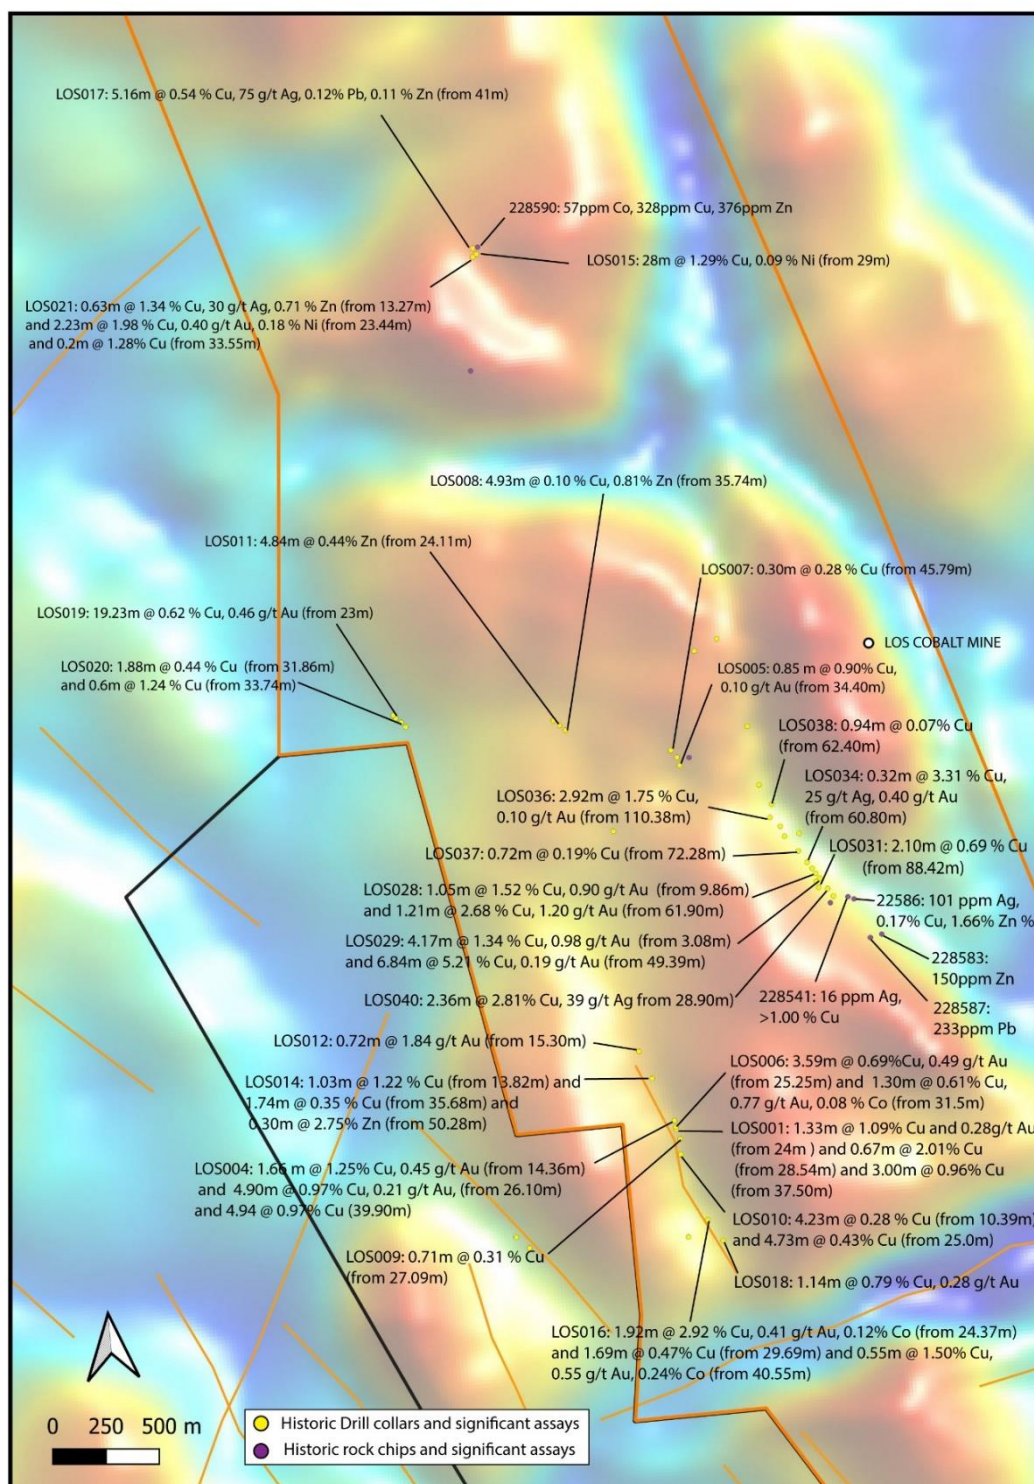 LOS017: 5.16m @ 0.54 % Cu, 75 g/t Ag, 0.12% Pb, 0.11 % Zn (from 41m)
228590: 57ppm Co, 328ppm Cu, 376ppm Zn
LOS015: 28m @ 1.29% Cu, 0.09 % Ni (from 29m)
LOS021: 0.63m @ 1.34 % Cu, 30 g/t Ag, 0.71 % Zn (from 13.27m)
and 2.23m @ 1.98 % Cu, 0.40 g/t Au, 0.18 % Ni (from 23.44m)
and 0.2m @ 1.28% Cu (from 33.55m)
LOS008: 4.93m @ 0.10 % Cu, 0.81% Zn (from 35.74m)
LOS011: 4.84m @ 0.44% Zn (from 24.11m)
LOS007: 0.30m @ 0.28 % Cu (from 45.79m)
LOS019: 19.23m @ 0.62 % Cu, 0.46 g/t Au (from 23m)
LOS COBALT MINE
LOS020: 1.88m @ 0.44 % Cu (from 31.86m)
and 0.6m @ 1.24 % Cu (from 33.74m)
LOS005: 0.85 m @ 0.90% Cu,
0.10 g/t Au (from 34.40m)
LOS038: 0.94m @ 0.07% Cu
(from 62.40m)
LOS034: 0.32m @ 3.31 % Cu,
25 g/t Ag, 0.40 g/t Au
(from 60.80m)
LOS036: 2.92m @ 1.75 % Cu,
0.10 g/t Au (from 110.38m)
LOS031: 2.10m @ 0.69 % Cu
(from 88.42m)
LOS037: 0.72m @ 0.19% Cu (from 72.28m)
LOS028: 1.05m @ 1.52 % Cu, 0.90 g/t Au (from 9.86m)
and 1.21m @ 2.68 % Cu, 1.20 g/t Au (from 61.90m)
22586: 101 ppm Ag,
0.17% Cu, 1.66% Zn %
LOS029: 4.17m @ 1.34 % Cu, 0.98 g/t Au (from 3.08m)
and 6.84m @ 5.21 % Cu, 0.19 g/t Au (from 49.39m)
228583:
150ppm Zn
LOS040: 2.36m @ 2.81% Cu, 39 g/t Ag from 28.90m)
228541: 16 ppm Ag,
>1.00 % Cu
228587:
233ppm Pb
LOS012: 0.72m @ 1.84 g/t Au (from 15.30m)
LOS006: 3.59m @ 0.69%Cu, 0.49 g/t Au
(from 25.25m) and 1.30m @ 0.61% Cu,
0.77 g/t Au, 0.08 % Co (from 31.5m)
LOS014: 1.03m @ 1.22 % Cu (from 13.82m) and
1.74m @ 0.35 % Cu (from 35.68m) and
0.30m @ 2.75% Zn (from 50.28m)
LOS001: 1.33m @ 1.09% Cu and 0.28g/t Au
(from 24m ) and 0.67m @ 2.01% Cu
(from 28.54m) and 3.00m @ 0.96% Cu
(from 37.50m)
LOS004: 1.66 m @ 1.25% Cu, 0.45 g/t Au (from 14.36m)
and 4.90m @ 0.97% Cu, 0.21 g/t Au, (from 26.10m)
and 4.94 @ 0.97% Cu (39.90m)
LOS010: 4.23m @ 0.28 % Cu (from 10.39m)
and 4.73m @ 0.43% Cu (from 25.0m)
LOS009: 0.71m @ 0.31 % Cu
(from 27.09m)
LOS018: 1.14m @ 0.79 % Cu, 0.28 g/t Au
LOS016: 1.92m @ 2.92 % Cu, 0.41 g/t Au, 0.12% Co (from 24.37m)
and 1.69m @ 0.47% Cu (from 29.69m) and 0.55m @ 1.50% Cu,
0.55 g/t Au, 0.24% Co (from 40.55m)
0 250 500 m
Historic Drill collars and significant assays
Historic rock chips and significant assays